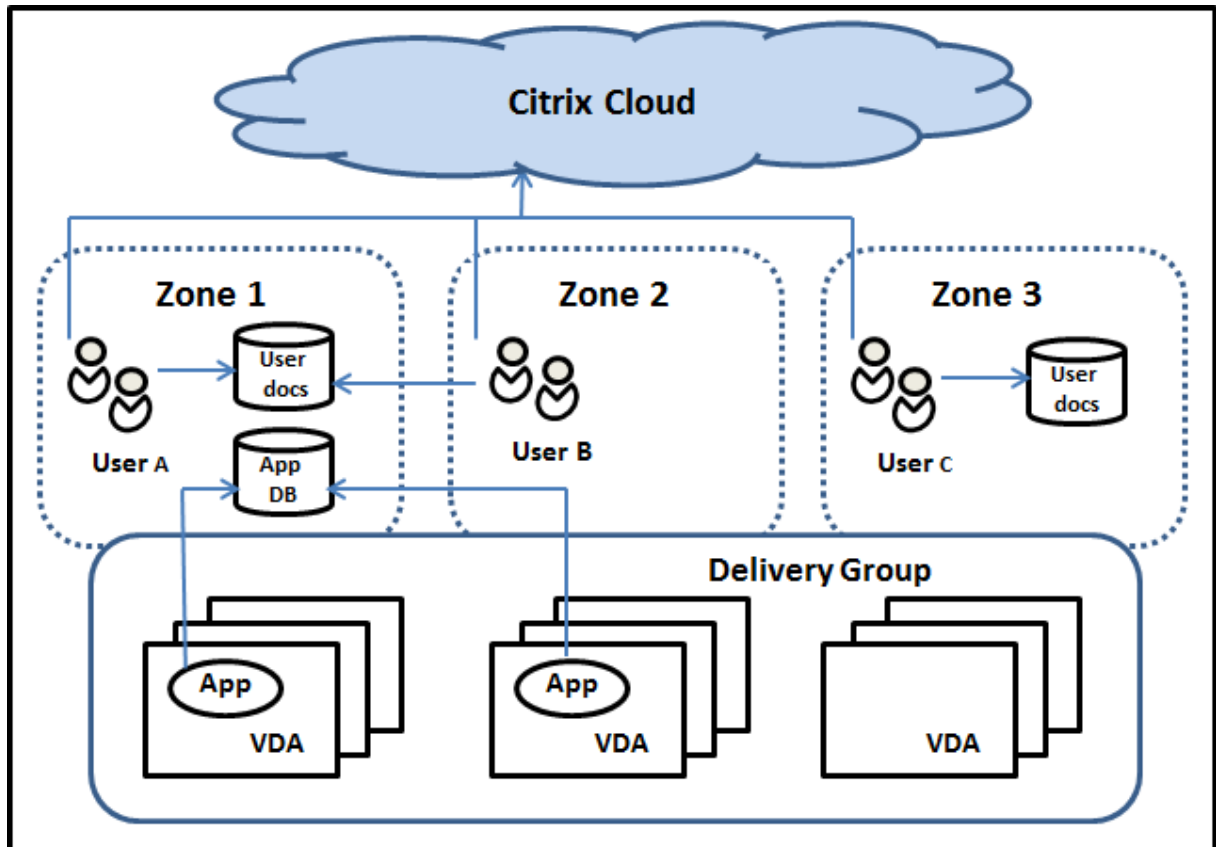 Citrix Cloud
Zone 1
Zone 2
Zone 3
User
docs
User
docs
User A
User B
User C
App
DB
Delivery Group
App
VDA
App
VDA
VDA